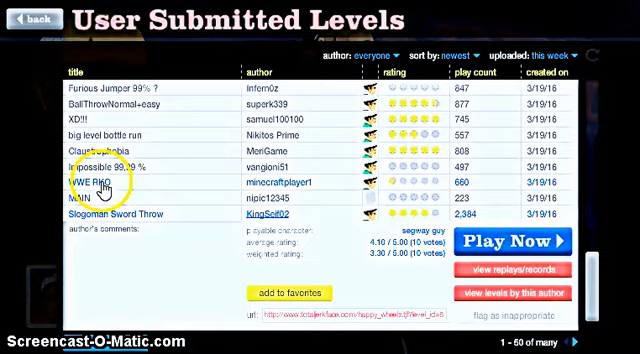 back User Submitted Levels
author: everyone sort by: newest uploaded: this week
title author rating play count created on
Furious Jumper 99% ? Infern0z 847 3/19/16
BallThrowNormal+easy superk339 877 3/19/16
XD!!! samuel100100 745 3/19/16
big level bottle run Nikitos Prime 557 3/19/16
Claustrophobia MeriGame 808 3/19/16
Impossible 99,99 % vangioni51 497 3/19/16
WWE RKO minecraftplayer1 660 3/19/16
MAIN nipic12345 223 3/19/16
Slogoman Sword Throw KingSeif02 2,384 3/19/16
author's comments:
playable character: segway guy
average rating: 4.10 / 5.00 (10 votes)
weighted rating: 3.30 / 5.00 (10 votes)
Play Now
view replays/records
add to favorites view levels by this author
url: http://www.totaljerkface.com/happy_wheels.tjf?level_id=8 flag as inappropriate
Screencast-O-Matic.com 1 - 60 of many